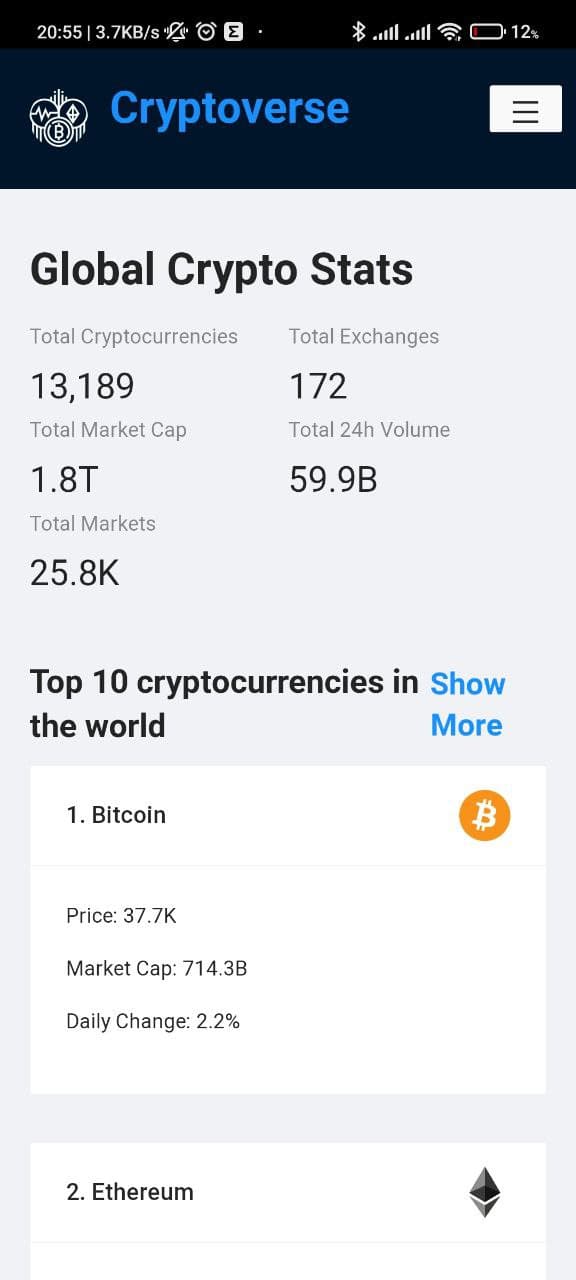 20:55 | 3.7KB/s
12%
Cryptoverse
Global Crypto Stats
Total Cryptocurrencies
Total Exchanges
13,189
172
Total Market Cap
Total 24h Volume
1.8T
59.9B
Total Markets
25.8K
Top 10 cryptocurrencies in
the world
Show
More
1. Bitcoin
Price: 37.7K
Market Cap: 714.3B
Daily Change: 2.2%
2. Ethereum